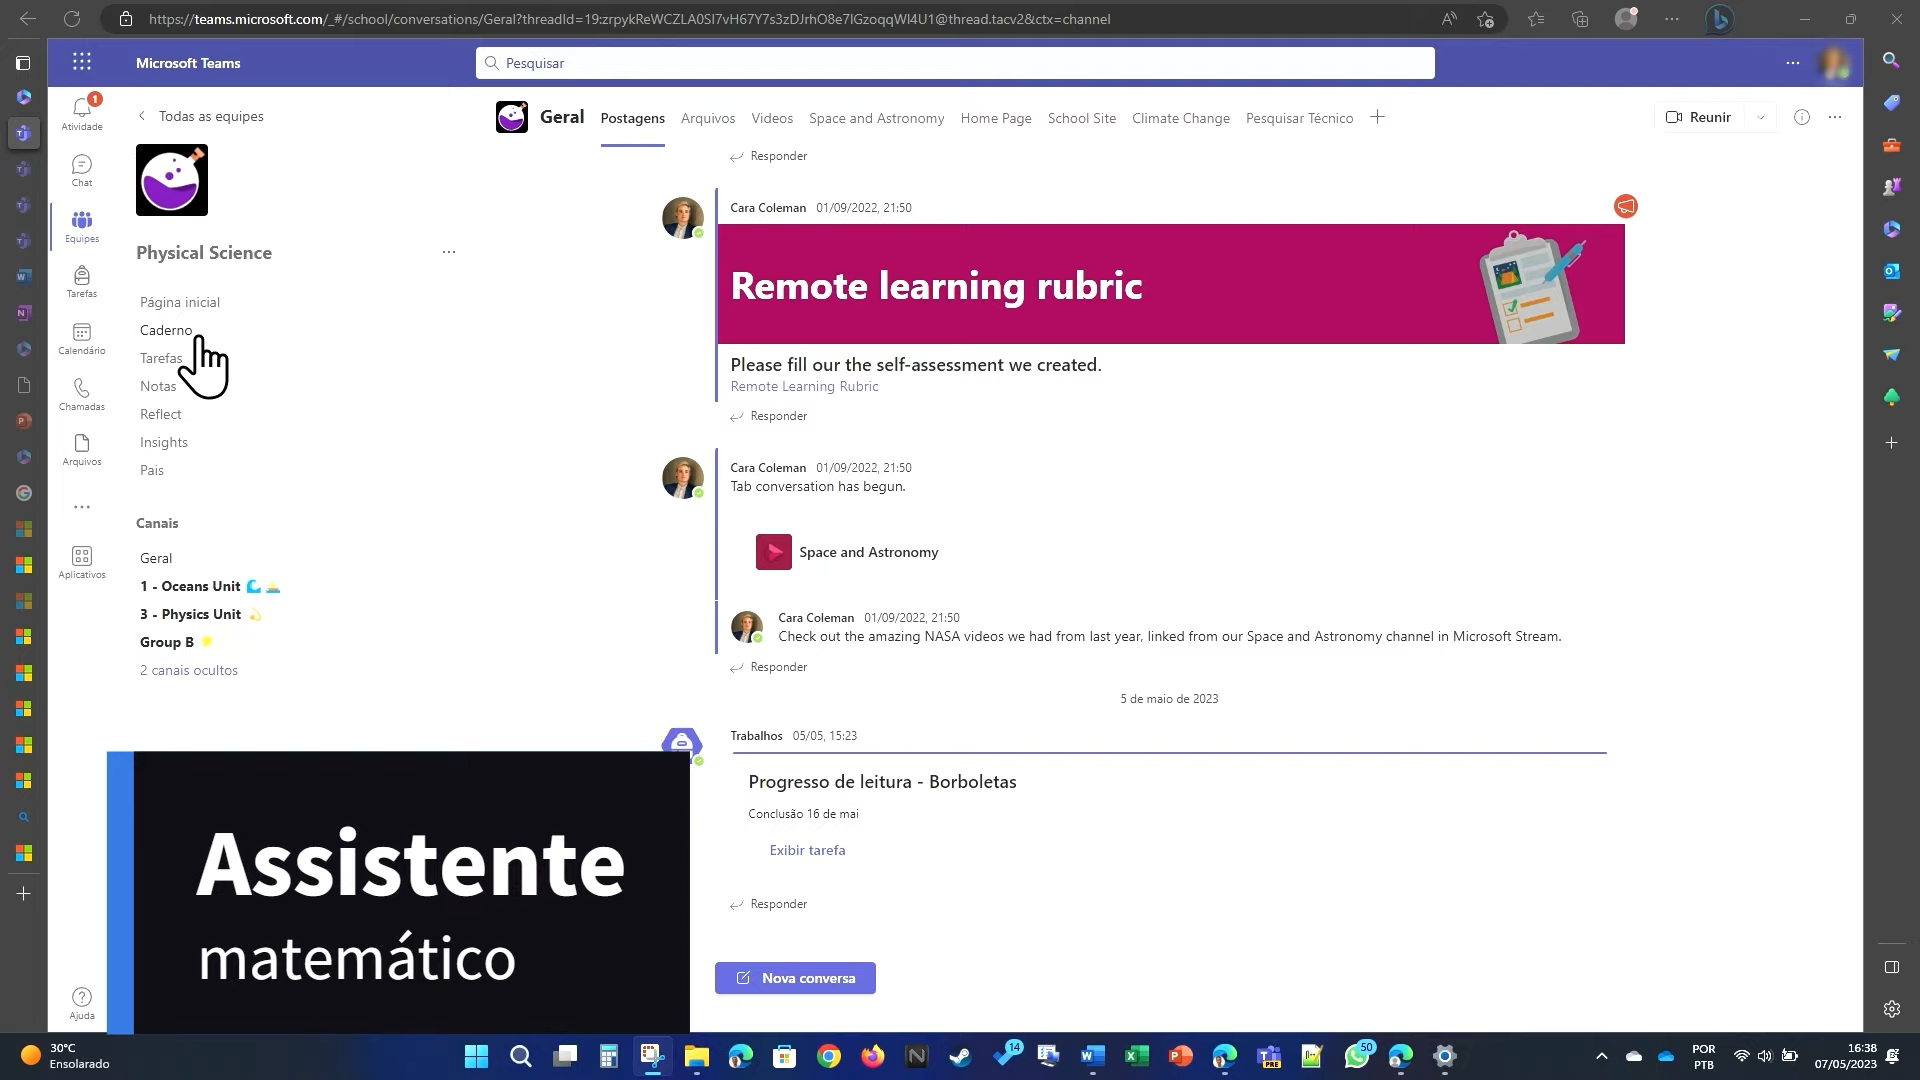 https://teams.microsoft.com/_#/school/conversations/Geral?threadId=19:zrpykReWCZLA0SI7vH67Y7s3zDJrhO8e7IGzoqqWl4U1@thread.tacv2&ctx=channel
Microsoft Teams
Pesquisar
1
Atividade
Chat
Equipes
Tarefas
Calendário
Chamadas
Arquivos
Aplicativos
Ajuda
Todas as equipes
Physical Science
Página inicial
Caderno
Tarefas
Notas
Reflect
Insights
Pais
Canais
Geral
1 - Oceans Unit
3 - Physics Unit
Group B
2 canais ocultos
Geral Postagens Arquivos Videos Space and Astronomy Home Page School Site Climate Change Pesquisar Técnico
Reunir
Responder
Cara Coleman 01/09/2022, 21:50
Remote learning rubric
Please fill our the self-assessment we created.
Remote Learning Rubric
Responder
Cara Coleman 01/09/2022, 21:50
Tab conversation has begun.
Space and Astronomy
Cara Coleman 01/09/2022, 21:50
Check out the amazing NASA videos we had from last year, linked from our Space and Astronomy channel in Microsoft Stream.
Responder
5 de maio de 2023
Trabalhos 05/05, 15:23
Progresso de leitura - Borboletas
Conclusão 16 de mai
Exibir tarefa
Responder
Nova conversa
Assistente
matemático
30°C
Ensolarado
14
PRE
50
POR
PTB
16:38
07/05/2023